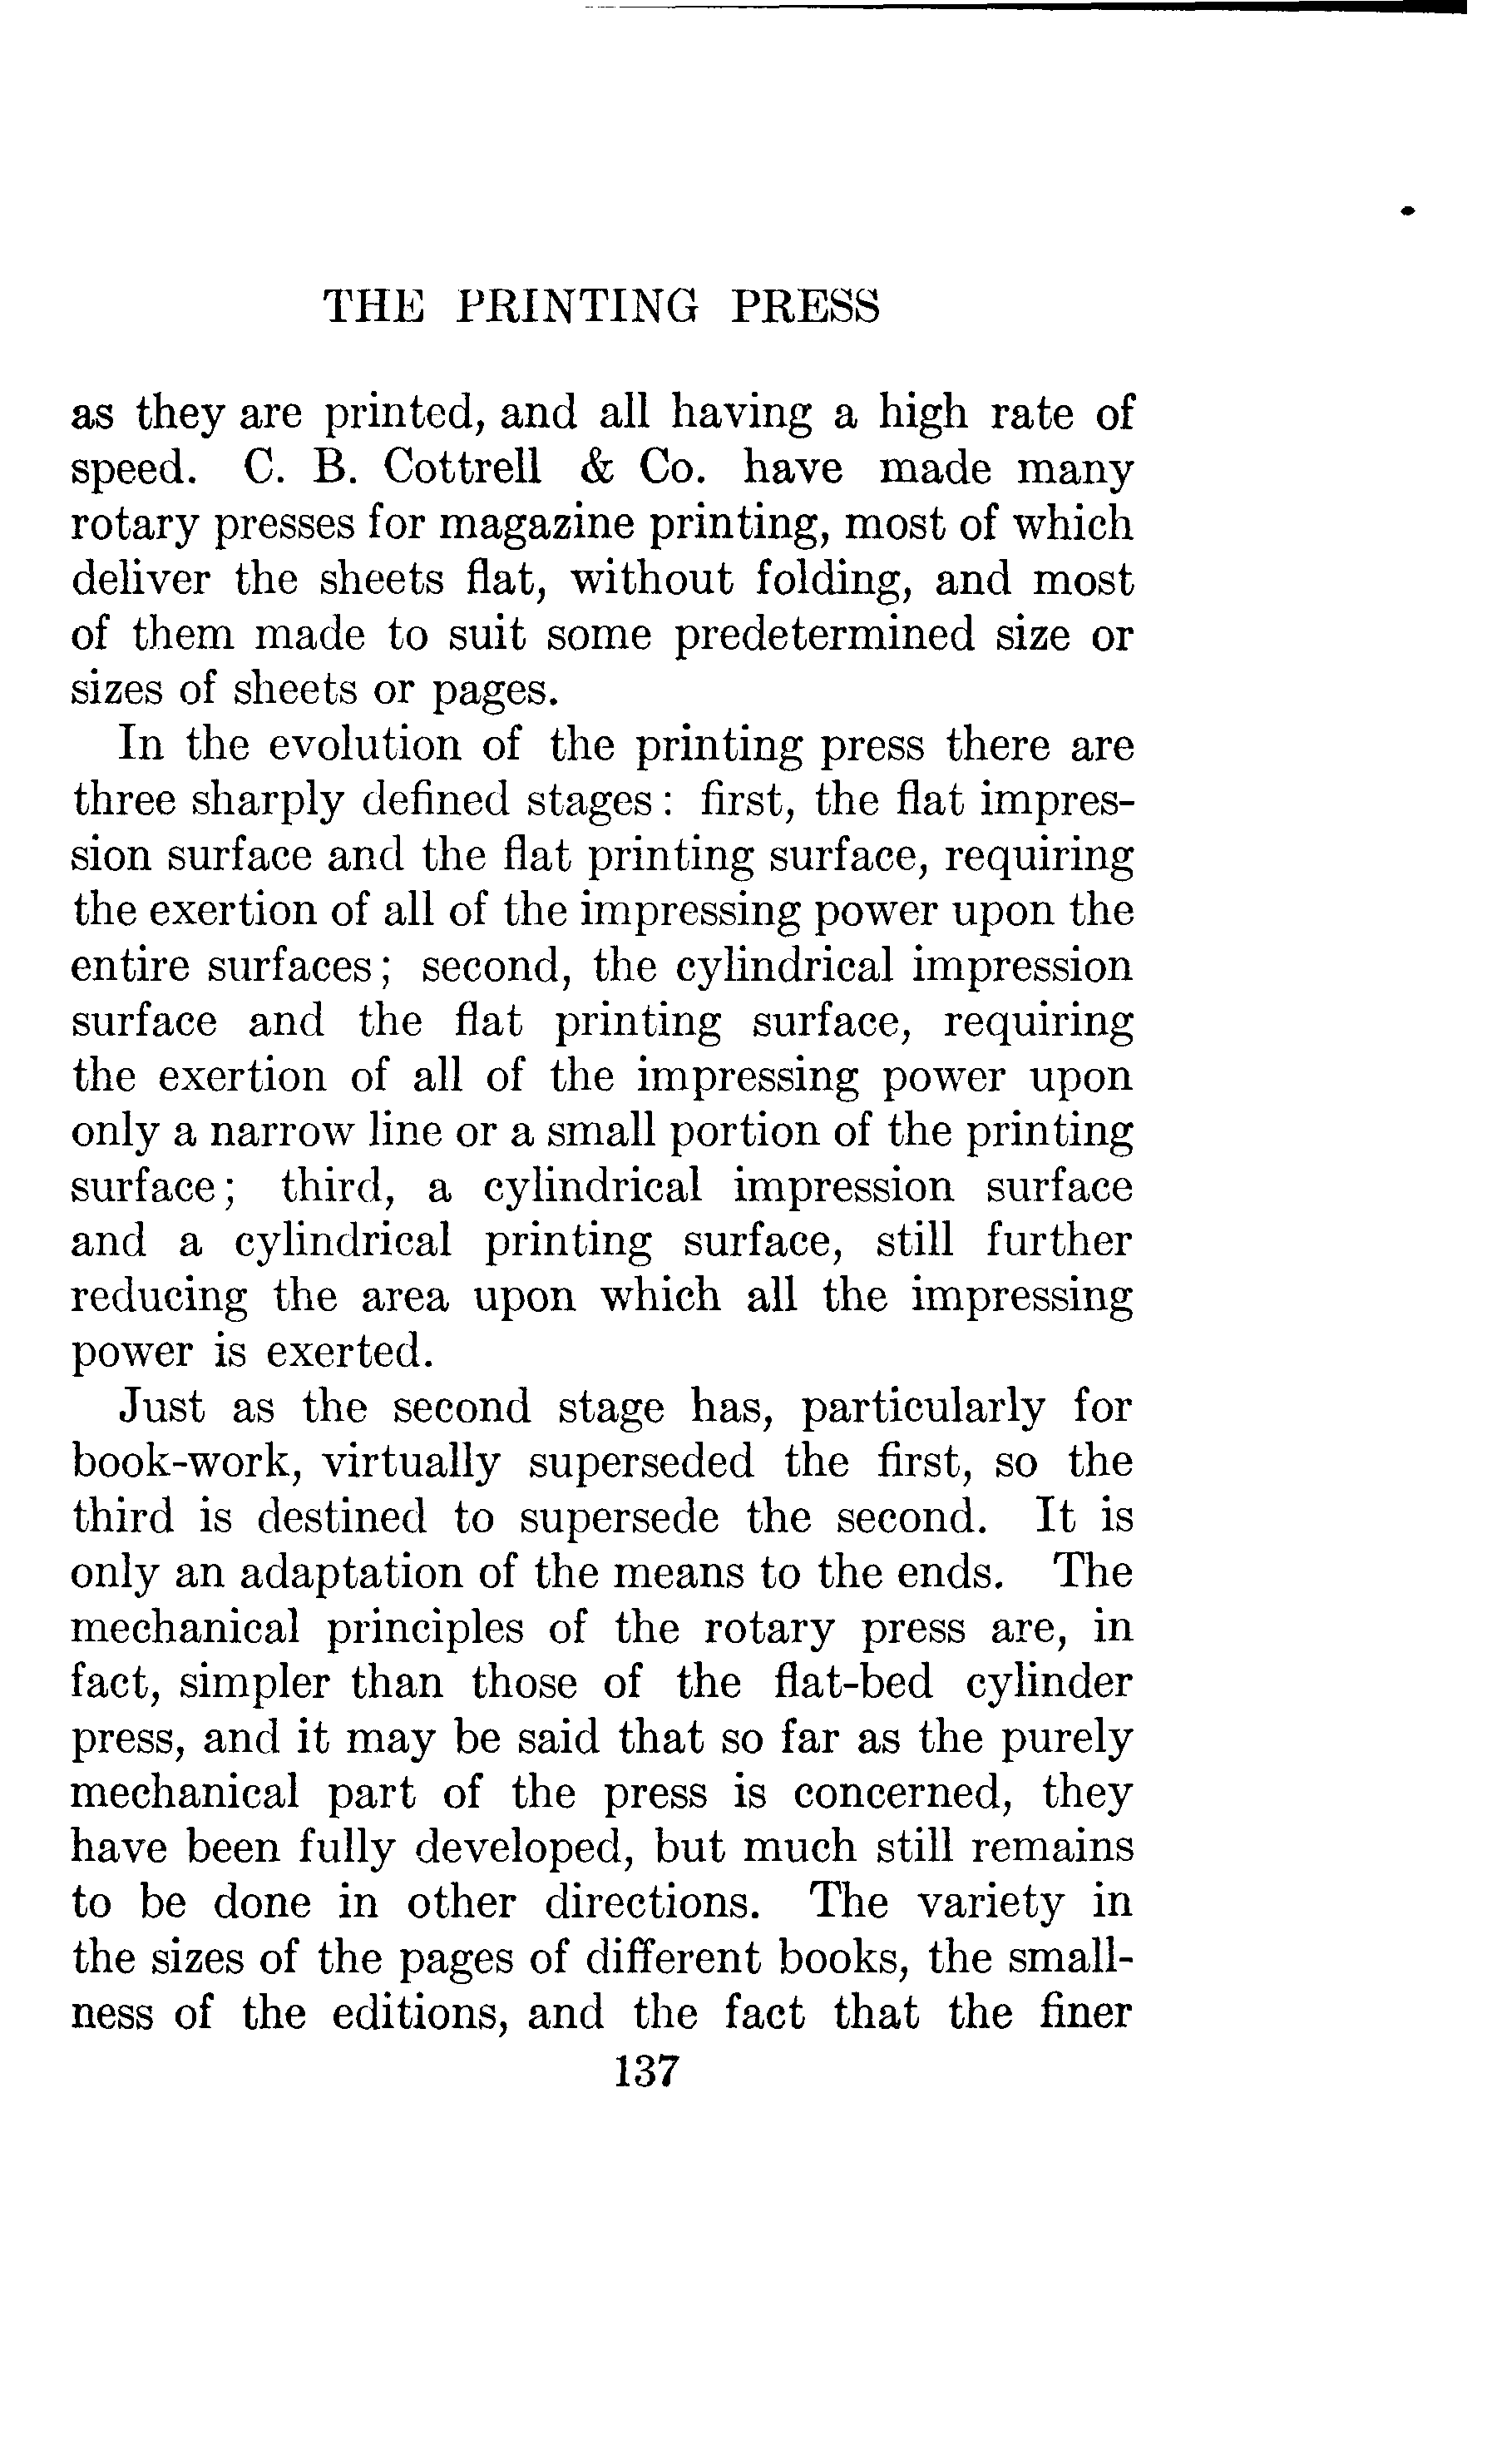 THE PRINTING PRESS
as they are printed, and all having a high rate of
speed. C. B. Cottrell & Co. have made many
rotary presses for magazine printing, most of which
deliver the sheets flat, without folding, and most
of them made to suit some predetermined size or
sizes of sheets or pages.
In the evolution of the printing press there are
three sharply defined stages: first, the flat impres-
sion surface and the flat printing surface, requiring
the exertion of all of the impressing power upon the
entire surfaces; second, the cylindrical impression
surface and the flat printing surface, requiring
the exertion of all of the impressing power upon
only a narrow line or a small portion of the printing
surface; third, a cylindrical impression surface
and a cylindrical printing surface, still further
reducing the area upon which all the impressing
power is exerted.
Just as the second stage has, particularly for
book-work, virtually superseded the first, so the
third is destined to supersede the second. It is
only an adaptation of the means to the ends. The
mechanical principles of the rotary press are, in
fact, simpler than those of the flat-bed cylinder
press, and it may be said that so far as the purely
mechanical part of the press is concerned, they
have been fully developed, but much still remains
to be done in other directions. The variety in
the sizes of the pages of different books, the small-
ness of the editions, and the fact that the finer
137